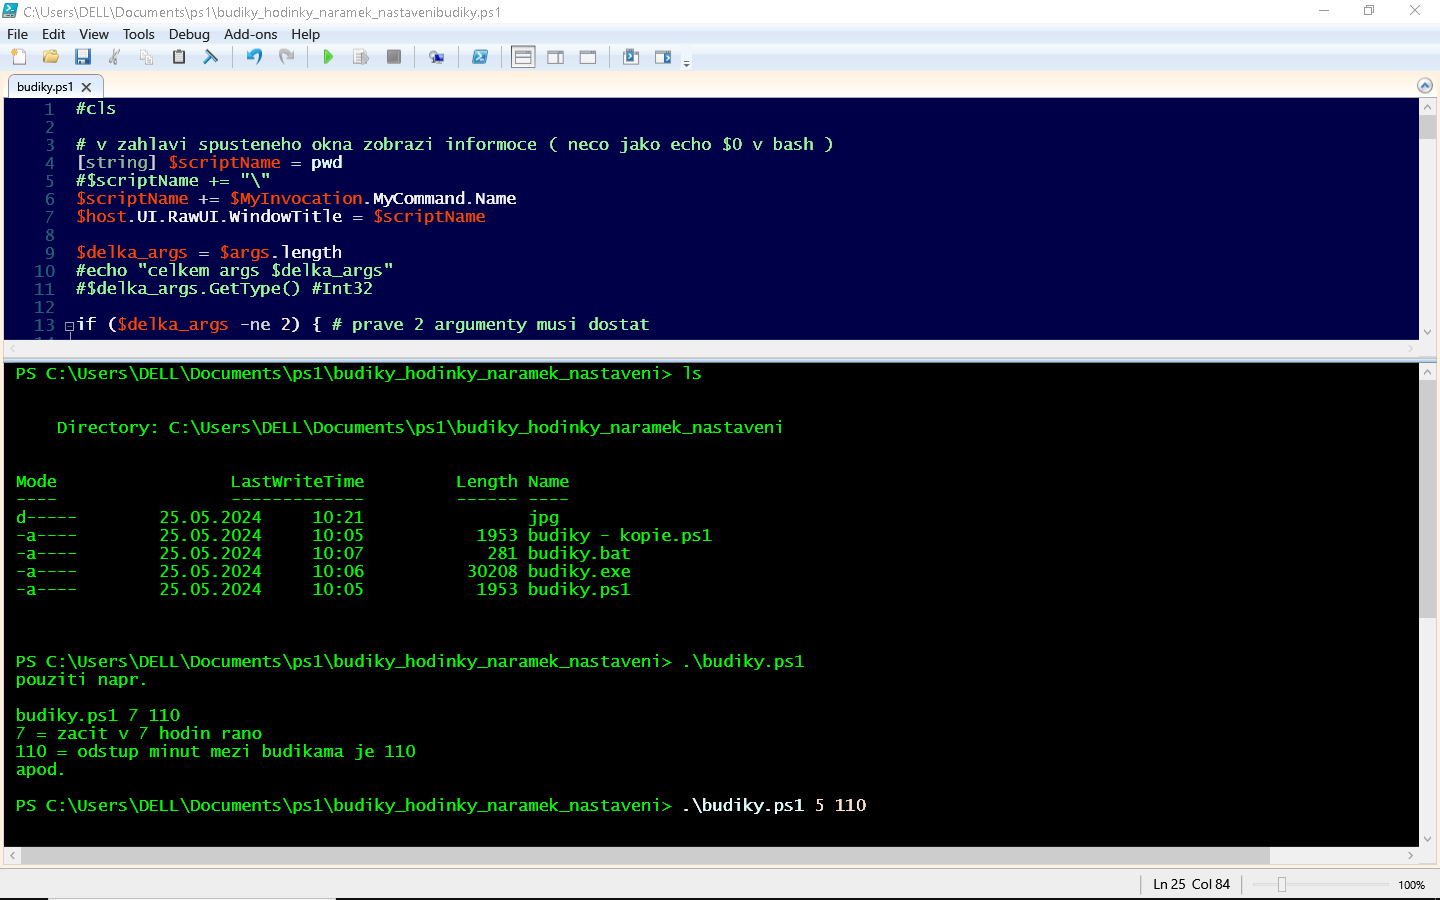 C:\Users\DELL\Documents\ps1\budiky_hodinky_naramek_nastavenibudiky.ps1
File Edit View Tools Debug Add-ons Help
budiky.ps1
1 #cls
2
3 # v zahlavi spusteneho okna zobrazi informoce ( neco jako echo $0 v bash )
4 [string] $scriptName = pwd
5 #$scriptName += "\"
6 $scriptName += $MyInvocation.MyCommand.Name
7 $host.UI.RawUI.WindowTitle = $scriptName
8
9 $delka_args = $args.length
10 #echo "celkem args $delka_args"
11 #$delka_args.GetType() #Int32
12
13 if ($delka_args -ne 2) { # prave 2 argumenty musi dostat
PS C:\Users\DELL\Documents\ps1\budiky_hodinky_naramek_nastaveni> ls
Directory: C:\Users\DELL\Documents\ps1\budiky_hodinky_naramek_nastaveni
Mode LastWriteTime Length Name
---- ------------- ------ ----
d----- 25.05.2024 10:21 jpg
-a---- 25.05.2024 10:05 1953 budiky - kopie.ps1
-a---- 25.05.2024 10:07 281 budiky.bat
-a---- 25.05.2024 10:06 30208 budiky.exe
-a---- 25.05.2024 10:05 1953 budiky.ps1
PS C:\Users\DELL\Documents\ps1\budiky_hodinky_naramek_nastaveni> .\budiky.ps1
pouziti napr.
budiky.ps1 7 110
7 = zacit v 7 hodin rano
110 = odstup minut mezi budikama je 110
apod.
PS C:\Users\DELL\Documents\ps1\budiky_hodinky_naramek_nastaveni> .\budiky.ps1 5 110
Ln 25 Col 84 100%